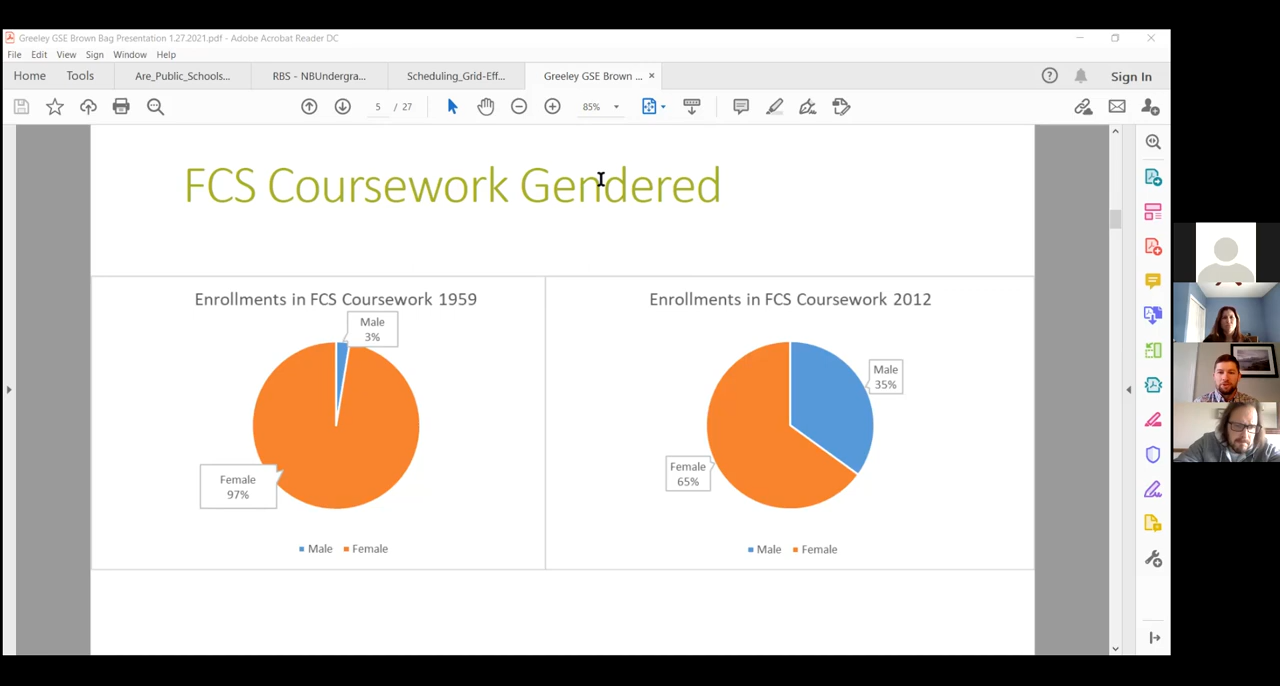 Greeley GSE Brown Bag Presentation 1.27.2021.pdf - Adobe Acrobat Reader DC
File Edit View Sign Window Help
Home Tools Are_Public_Schools... RBS - NBUndergra... Scheduling_Grid-Eff... Greeley GSE Brown ... × Sign In
5 / 27 85%
FCS Coursework Gendered
Enrollments in FCS Coursework 1959
Male
3%
Female
97%
Male Female
Enrollments in FCS Coursework 2012
Male
35%
Female
65%
Male Female